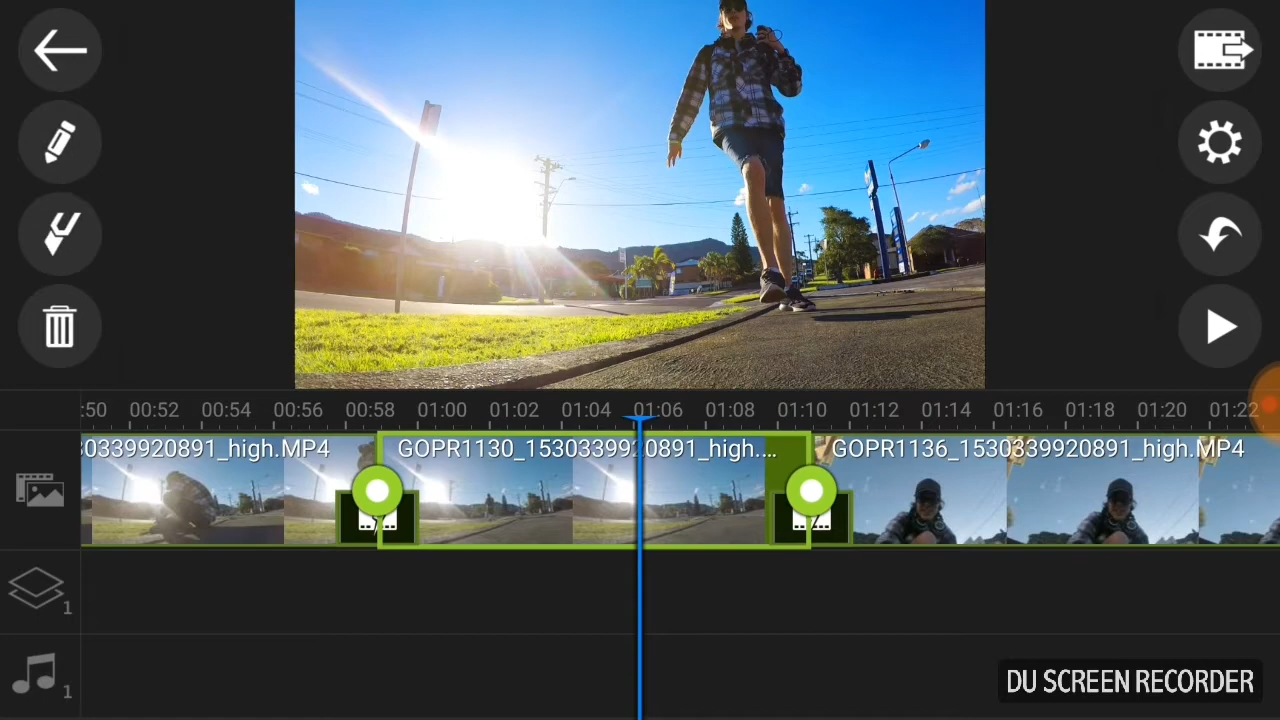 :50 00:52 00:54 00:56 00:58 01:00 01:02 01:04 01:06 01:08 01:10 01:12 01:14 01:16 01:18 01:20 01:22
30339920891_high.MP4 GOPR1130_1530339920891_high.... GOPR1136_1530339920891_high.MP4
1
1
DU SCREEN RECORDER